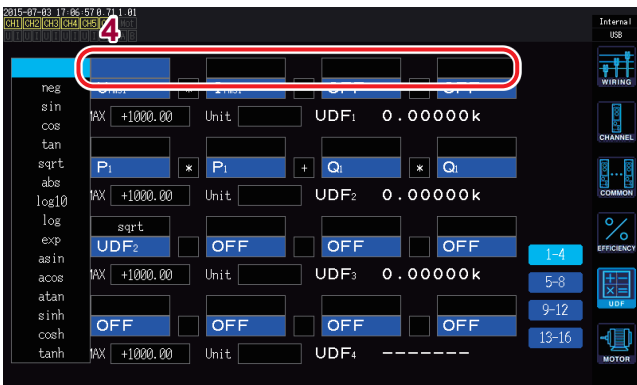 2015-07-03 17:06:57 0.71 1.01
Internal
CH1 CH2 CH3 CH4 CH5
USB
4
neg
sin
cos
tan
sqrt
abs
log10
log
exp
asin
acos
atan
sinh
cosh
tanh
* OFF OFF
MAX +1000.00 Unit UDF1 0.00000k
P1 * P1 + Q1 * Q1
MAX +1000.00 Unit UDF2 0.00000k
sqrt
UDF2 OFF OFF OFF
MAX +1000.00 Unit UDF3 0.00000k
OFF OFF OFF OFF
MAX +1000.00 Unit UDF4 -------
1-4
5-8
9-12
13-16
WIRING
CHANNEL
COMMON
EFFICIENCY
UDF
MOTOR